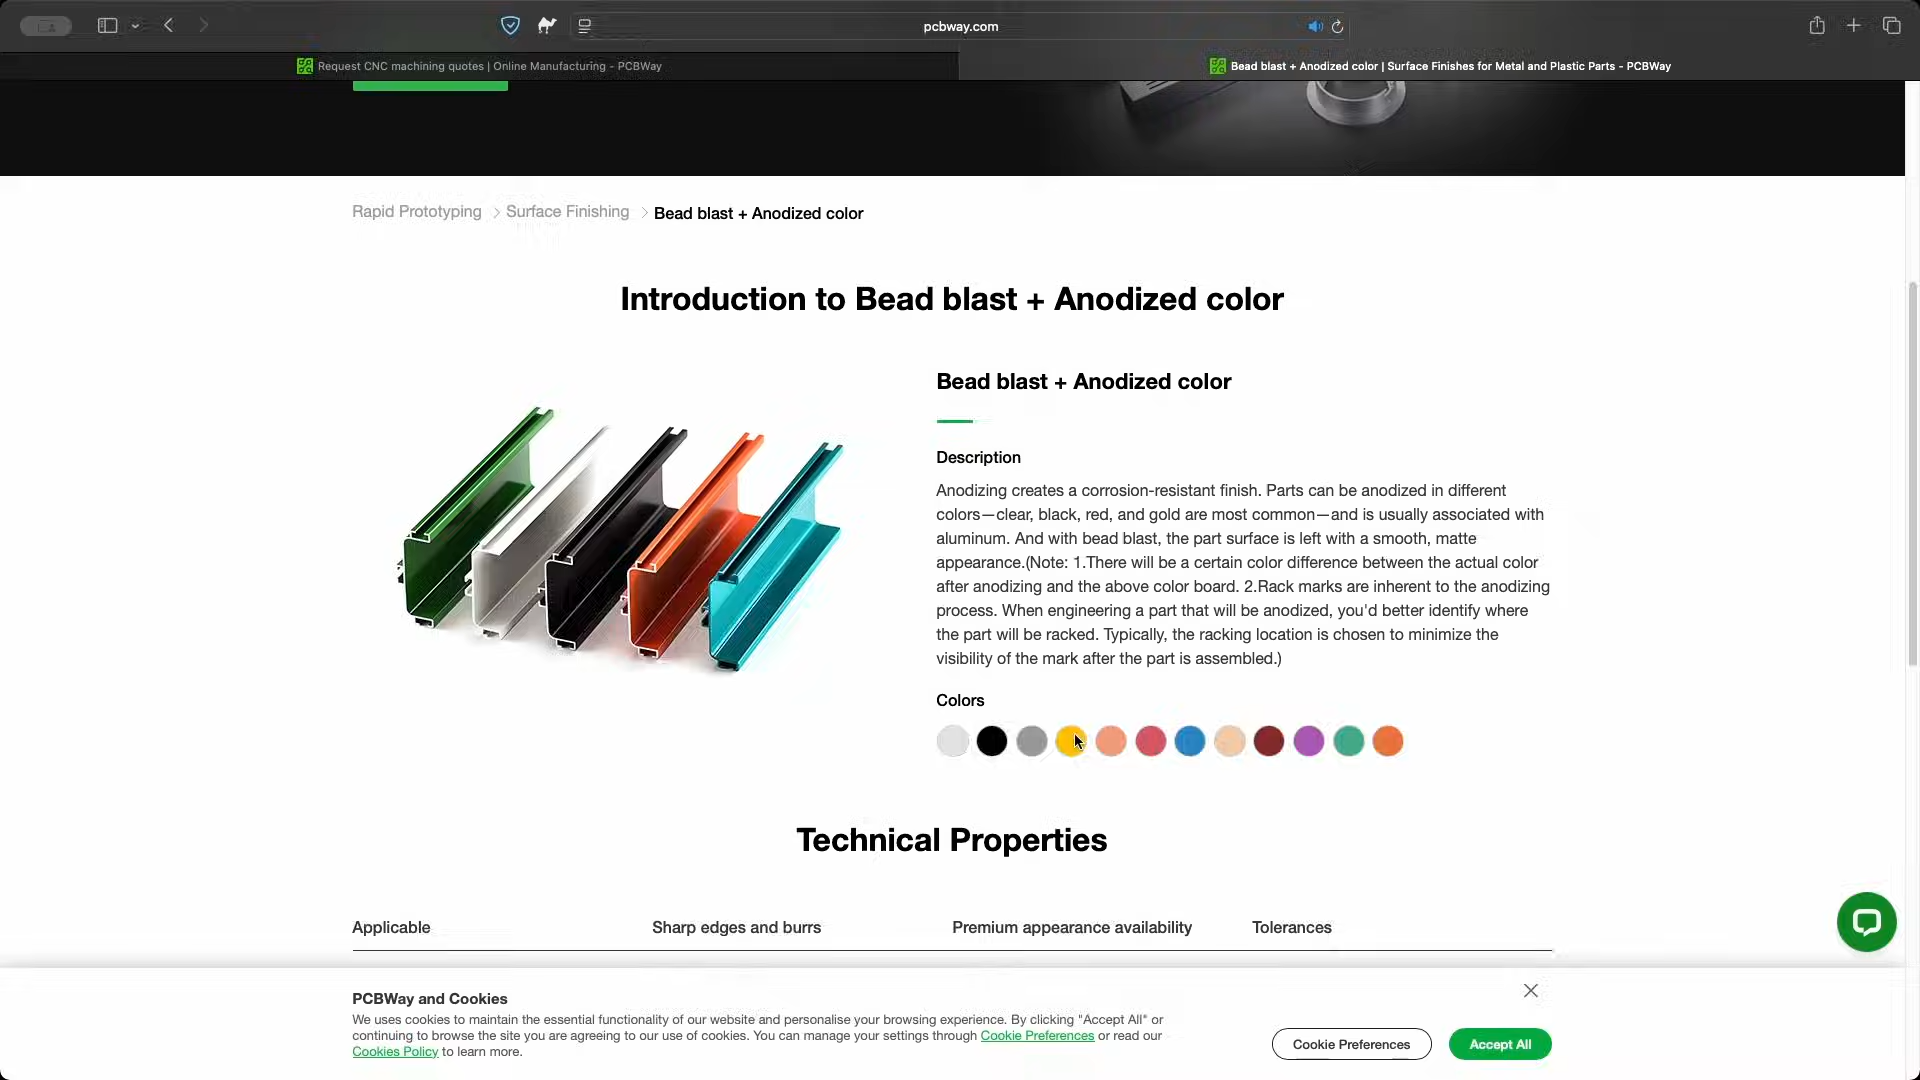 pcbway.com
Request CNC machining quotes | Online Manufacturing - PCBWay
Bead blast + Anodized color | Surface Finishes for Metal and Plastic Parts - PCBWay
Rapid Prototyping > Surface Finishing > Bead blast + Anodized color
Introduction to Bead blast + Anodized color
Bead blast + Anodized color
Description
Anodizing creates a corrosion-resistant finish. Parts can be anodized in different
colors—clear, black, red, and gold are most common—and is usually associated with
aluminum. And with bead blast, the part surface is left with a smooth, matte
appearance.(Note: 1.There will be a certain color difference between the actual color
after anodizing and the above color board. 2.Rack marks are inherent to the anodizing
process. When engineering a part that will be anodized, you'd better identify where
the part will be racked. Typically, the racking location is chosen to minimize the
visibility of the mark after the part is assembled.)
Colors
Technical Properties
Applicable
Sharp edges and burrs
Premium appearance availability
Tolerances
PCBWay and Cookies
We uses cookies to maintain the essential functionality of our website and personalise your browsing experience. By clicking "Accept All" or
continuing to browse the site you are agreeing to our use of cookies. You can manage your settings through Cookie Preferences or read our
Cookies Policy to learn more.
Cookie Preferences
Accept All